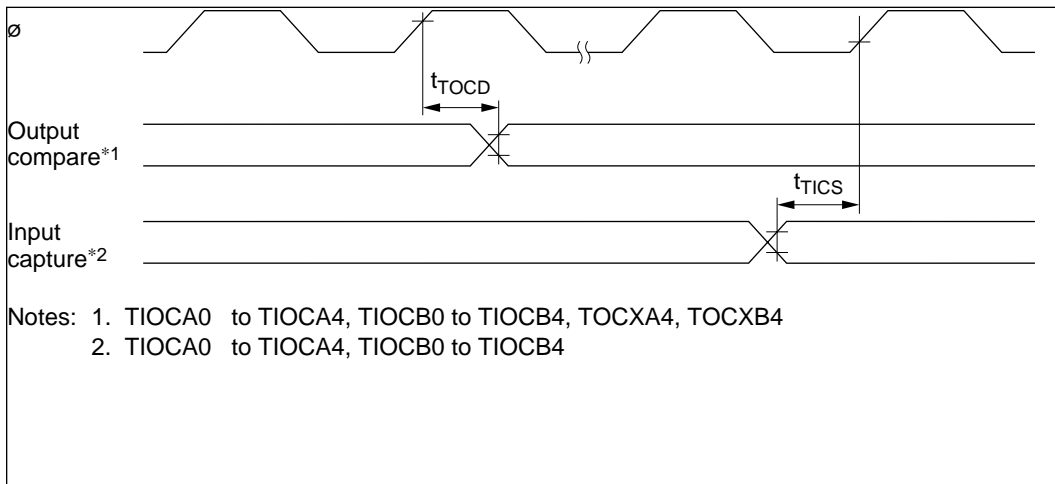 ø
tTOCD
Output
compare*1
tTICS
Input
capture*2
Notes: 1. TIOCA0 to TIOCA4, TIOCB0 to TIOCB4, TOCXA4, TOCXB4
2. TIOCA0 to TIOCA4, TIOCB0 to TIOCB4